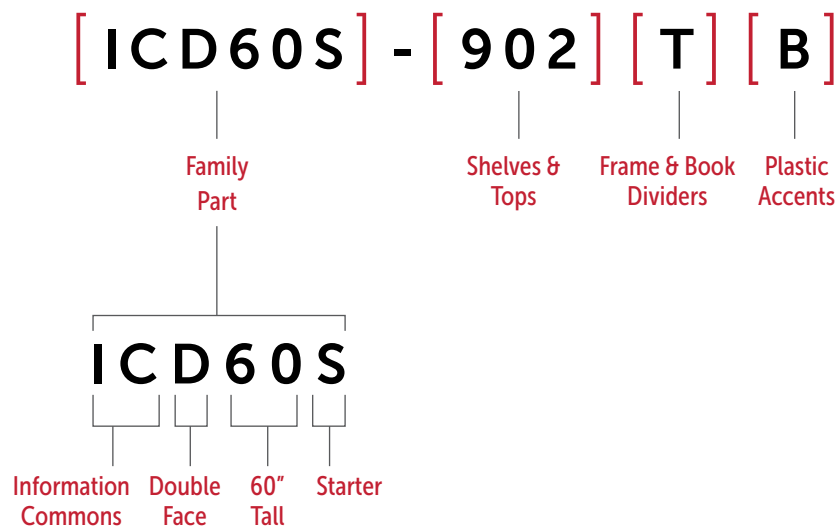 [ICD60S] - [902] [T] [B]
Family
Part
Shelves &
Tops
Frame & Book
Dividers
Plastic
Accents
ICD60S
Information
Commons
Double
Face
60”
Tall
Starter